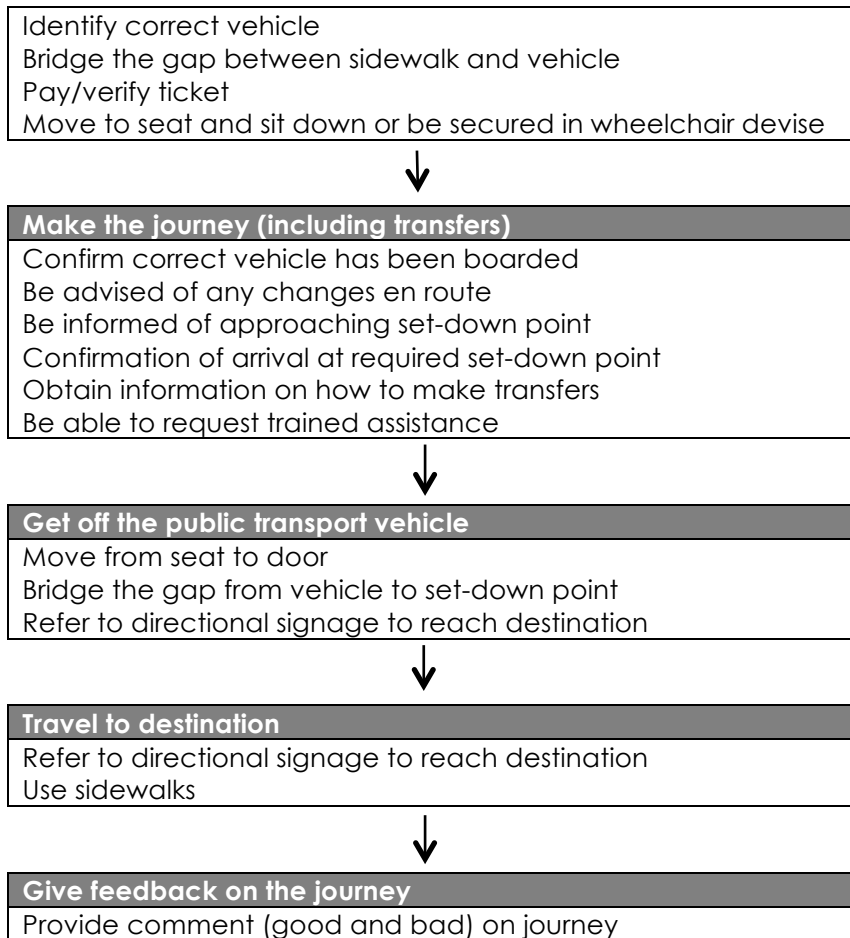 Identify correct vehicle
Bridge the gap between sidewalk and vehicle
Pay/verify ticket
Move to seat and sit down or be secured in wheelchair devise
Make the journey (including transfers)
Confirm correct vehicle has been boarded
Be advised of any changes en route
Be informed of approaching set-down point
Confirmation of arrival at required set-down point
Obtain information on how to make transfers
Be able to request trained assistance
Get off the public transport vehicle
Move from seat to door
Bridge the gap from vehicle to set-down point
Refer to directional signage to reach destination
Travel to destination
Refer to directional signage to reach destination
Use sidewalks
Give feedback on the journey
Provide comment (good and bad) on journey